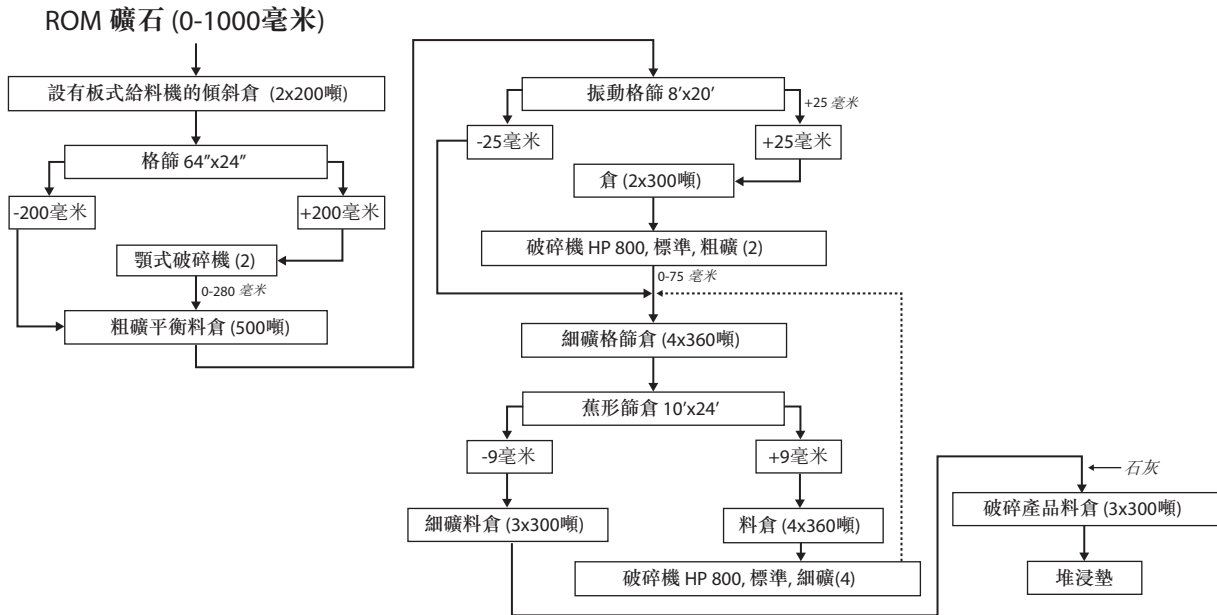 ROM 礦石 (0-1000毫米)
設有板式給料機的傾斜倉 (2x200噸)
格篩 64”x24”
-200毫米
+200毫米
顎式破碎機 (2)
0-280 毫米
粗礦平衡料倉 (500噸)
振動格篩 8’x20’
+25 毫米
-25毫米
+25毫米
倉 (2x300噸)
破碎機 HP 800, 標準, 粗礦 (2)
0-75 毫米
細礦格篩倉 (4x360噸)
蕉形篩倉 10’x24’
-9毫米
+9毫米
細礦料倉 (3x300噸)
料倉 (4x360噸)
破碎機 HP 800, 標準, 細礦(4)
石灰
破碎產品料倉 (3x300噸)
堆浸墊